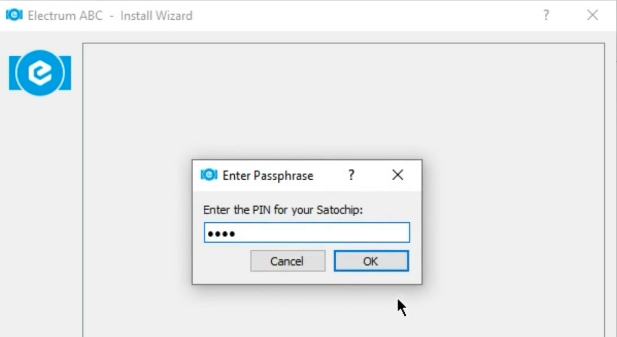 Electrum ABC - Install Wizard
Enter Passphrase
Enter the PIN for your Satochip:
Cancel OK